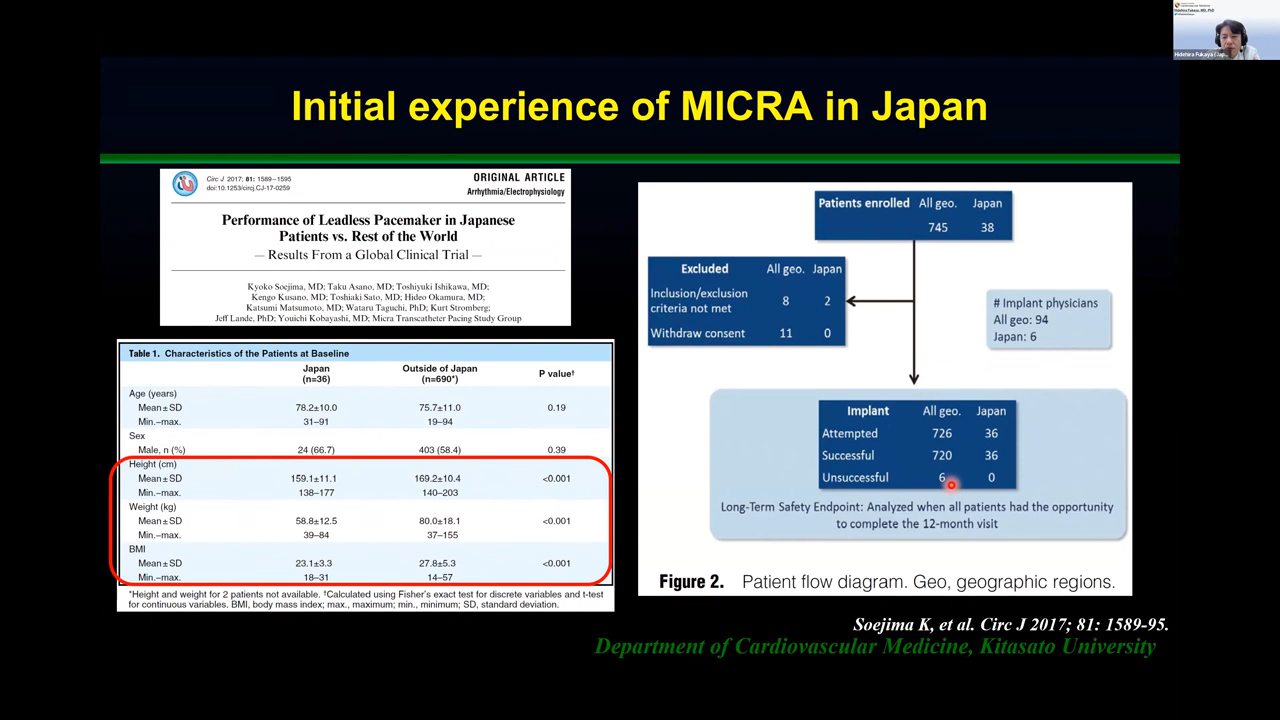 Hidehira Fukaya, MD, PhD
Hidehira Fukaya (Jap...
Initial experience of MICRA in Japan
Circ J 2017; 81: 1589–1595
doi:10.1253/circj.CJ-17-0259
ORIGINAL ARTICLE
Arrhythmia/Electrophysiology
Performance of Leadless Pacemaker in Japanese
Patients vs. Rest of the World
— Results From a Global Clinical Trial —
Kyoko Soejima, MD; Taku Asano, MD; Toshiyuki Ishikawa, MD;
Kengo Kusano, MD; Toshiaki Sato, MD; Hideo Okamura, MD;
Katsumi Matsumoto, MD; Wataru Taguchi, PhD; Kurt Stromberg;
Jeff Lande, PhD; Youichi Kobayashi, MD; Micra Transcatheter Pacing Study Group
Table 1. Characteristics of the Patients at Baseline
Japan (n=36) Outside of Japan (n=690*) P value†
Age (years)
Mean±SD 78.2±10.0 75.7±11.0 0.19
Min.–max. 31–91 19–94
Sex
Male, n (%) 24 (66.7) 403 (58.4) 0.39
Height (cm)
Mean±SD 159.1±11.1 169.2±10.4 <0.001
Min.–max. 138–177 140–203
Weight (kg)
Mean±SD 58.8±12.5 80.0±18.1 <0.001
Min.–max. 39–84 37–155
BMI
Mean±SD 23.1±3.3 27.8±5.3 <0.001
Min.–max. 18–31 14–57
*Height and weight for 2 patients not available. †Calculated using Fisher's exact test for discrete variables and t-test
for continuous variables. BMI, body mass index; max., maximum; min., minimum; SD, standard deviation.
Patients enrolled All geo. Japan
745 38
Excluded All geo. Japan
Inclusion/exclusion
criteria not met 8 2
Withdraw consent 11 0
# Implant physicians
All geo: 94
Japan: 6
Implant All geo. Japan
Attempted 726 36
Successful 720 36
Unsuccessful 6 0
Long-Term Safety Endpoint: Analyzed when all patients had the opportunity
to complete the 12-month visit
Figure 2. Patient flow diagram. Geo, geographic regions.
Soejima K, et al. Circ J 2017; 81: 1589-95.
Department of Cardiovascular Medicine, Kitasato University